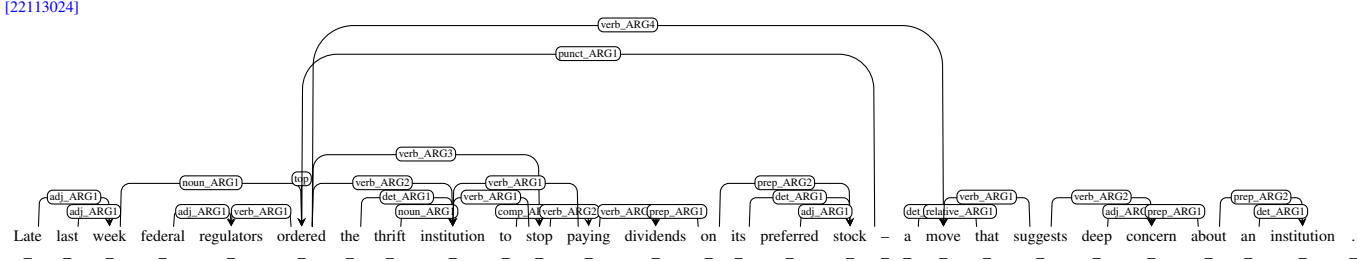 [22113024]
verb_ARG4
punct_ARG1
verb_ARG3
noun_ARG1 top verb_ARG2 verb_ARG1 prep_ARG2
adj_ARG1 det_ARG1 verb_ARG1 det_ARG1 verb_ARG1 verb_ARG2 prep_ARG2
adj_ARG1 adj_ARG1 verb_ARG1 noun_ARG1 verb_ARG2 prep_ARG1 adj_ARG1 relative_ARG1 prep_ARG1 det_ARG1
Late last week federal regulators ordered the thrift institution to stop paying dividends on its preferred stock – a move that suggests deep concern about an institution .
_ _ _ _ _ _ _ _ _ _ _ _ _ _ _ _ _ _ _ _ _ _ _ _ _ _ _ _